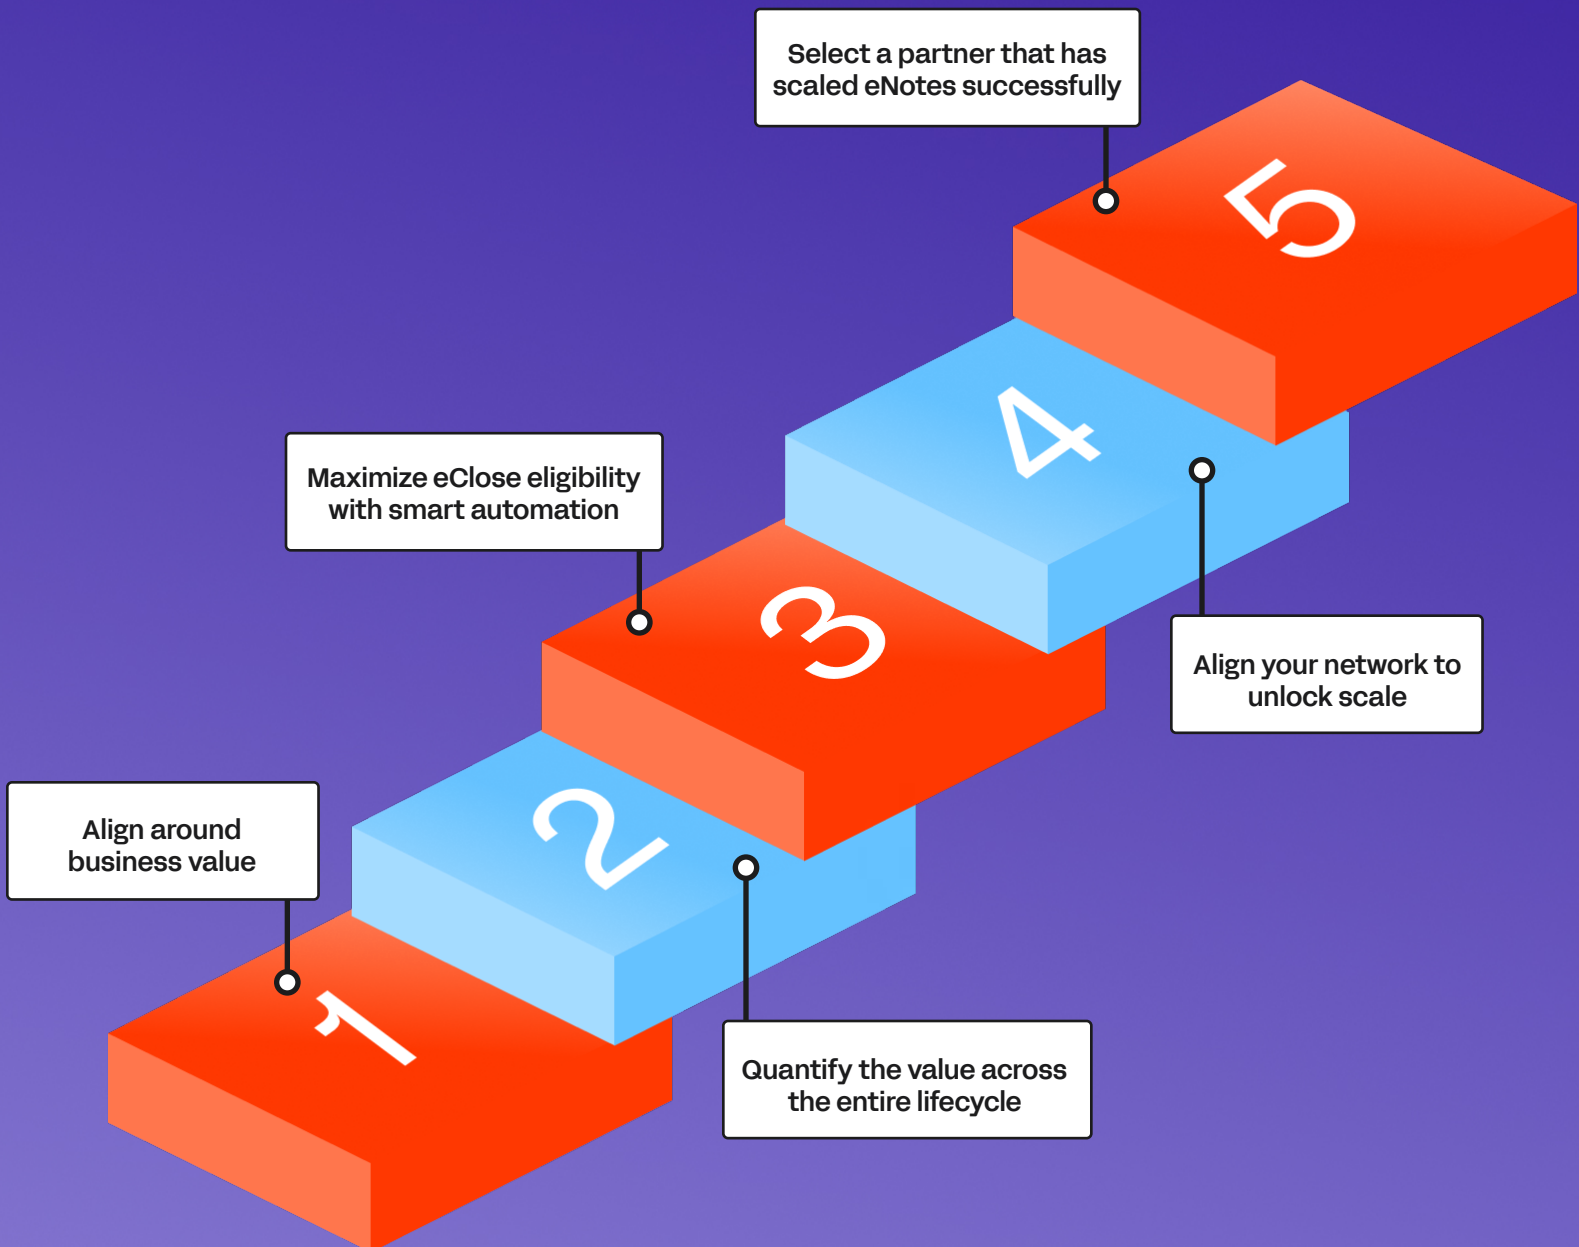 Select a partner that has
scaled eNotes successfully
5
4
Maximize eClose eligibility
with smart automation
3
Align your network to
unlock scale
2
Align around
business value
1
Quantify the value across
the entire lifecycle